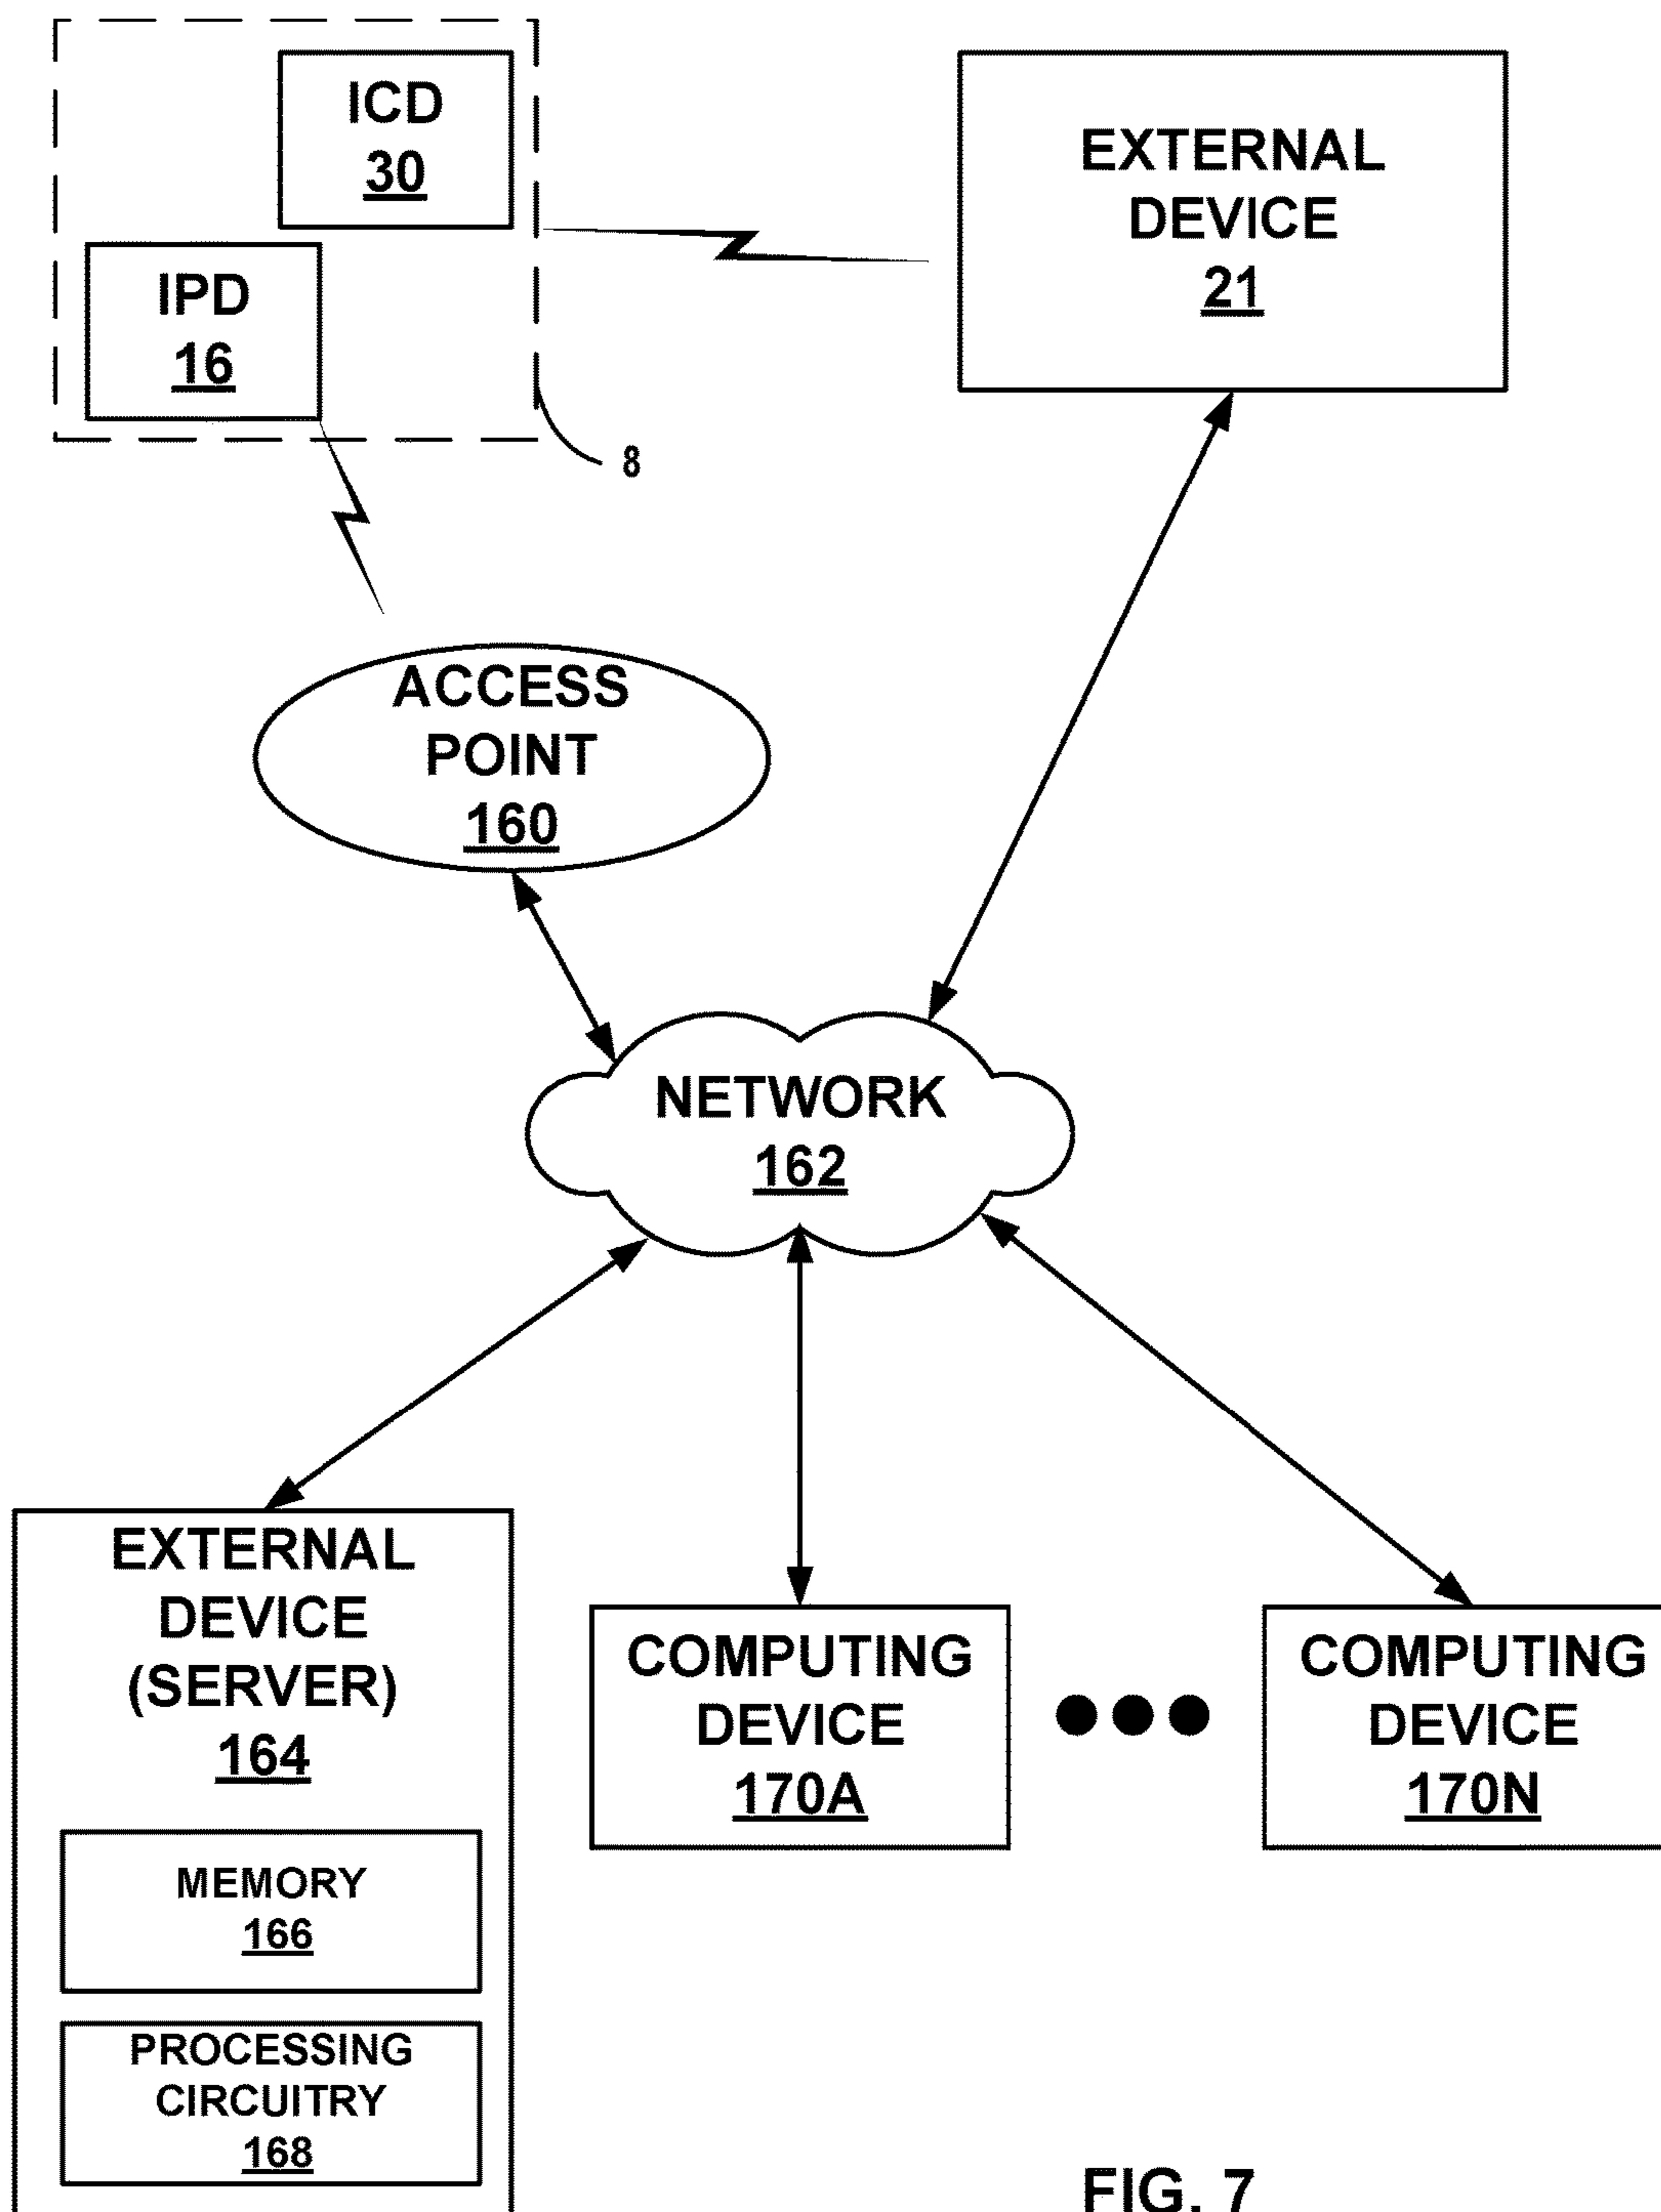 ICD
30
IPD
16
8
EXTERNAL
DEVICE
21
ACCESS
POINT
160
NETWORK
162
EXTERNAL
DEVICE
(SERVER)
164
MEMORY
166
PROCESSING
CIRCUITRY
168
COMPUTING
DEVICE
170A
COMPUTING
DEVICE
170N
FIG. 7